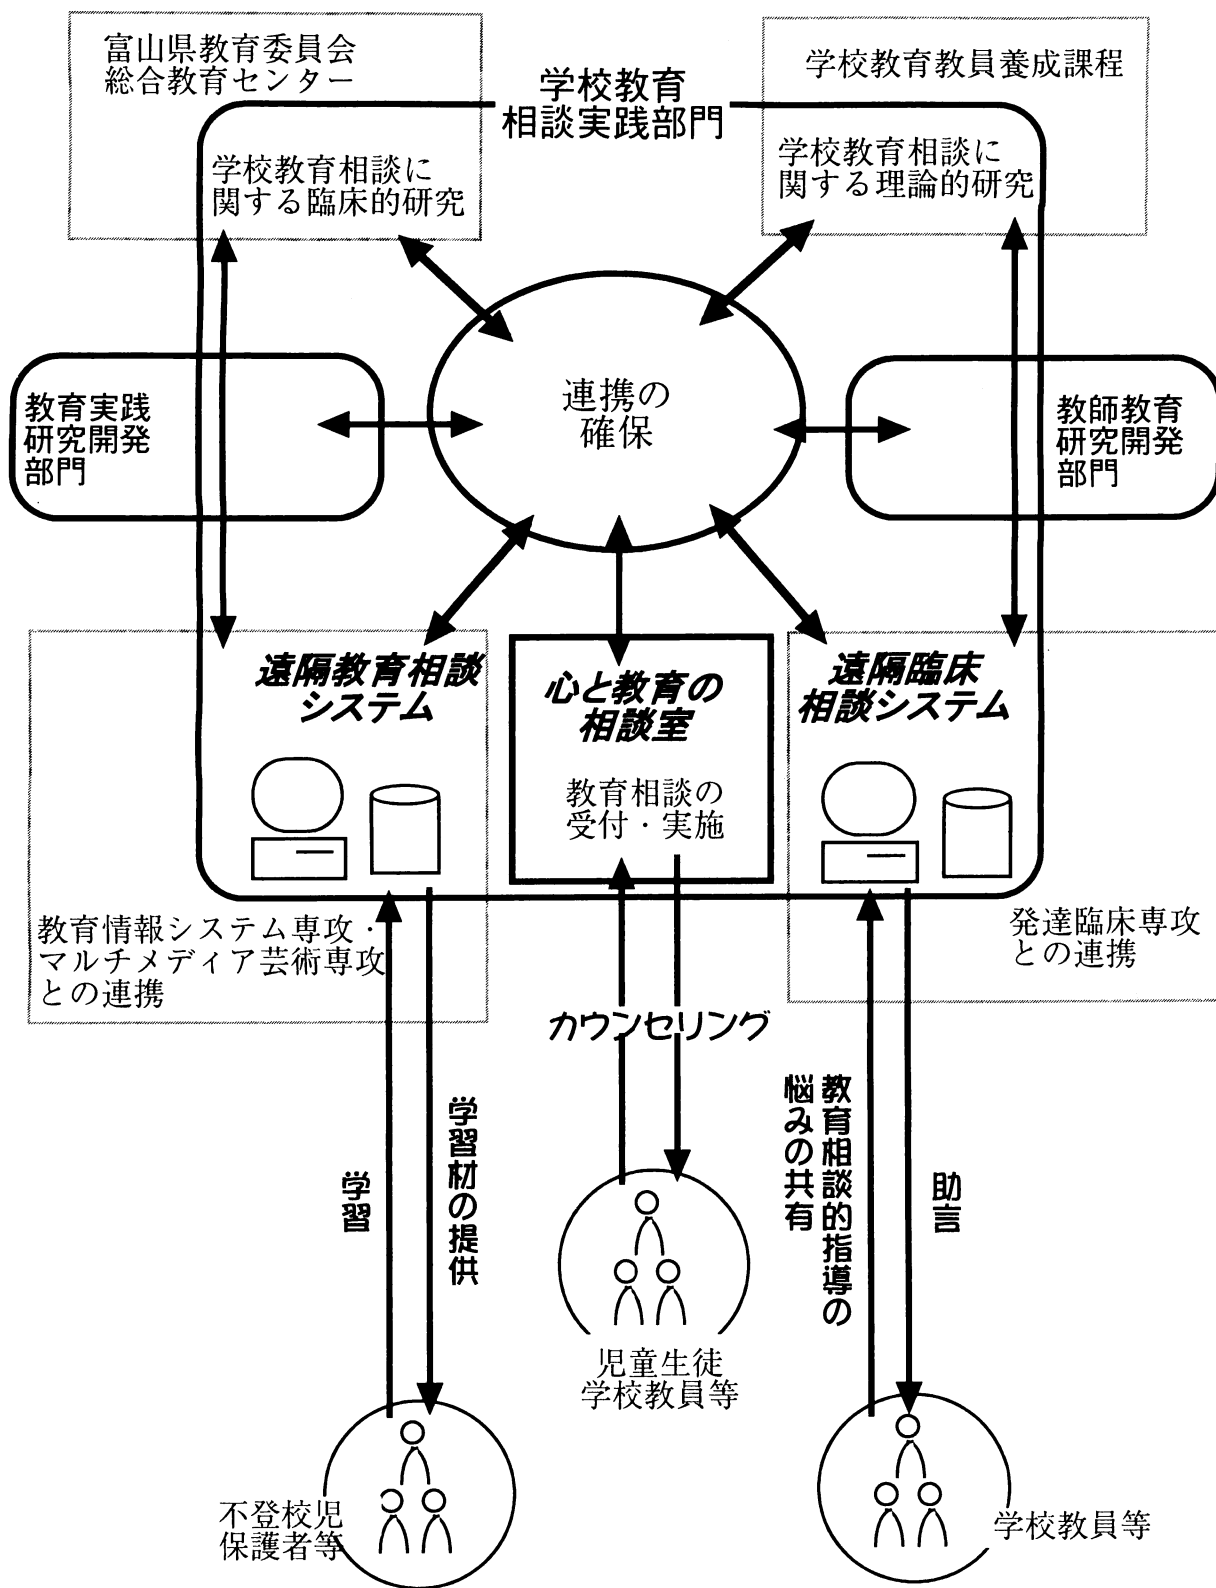 富山県教育委員会
総合教育センター
学校教育
相談実践部門
学校教育教員養成課程
学校教育相談に
関する臨床的研究
学校教育相談に
関する理論的研究
連携の
確保
教育実践
研究開発
部門
教師教育
研究開発
部門
遠隔教育相談
システム
心と教育の
相談室
遠隔臨床
相談システム
教育相談の
受付・実施
教育情報システム専攻・
マルチメディア芸術専攻
との連携
発達臨床専攻
との連携
カウンセリング
学習
学習材の提供
教育相談的指導の
悩みの共有
助言
児童生徒
学校教員等
不登校児
保護者等
学校教員等